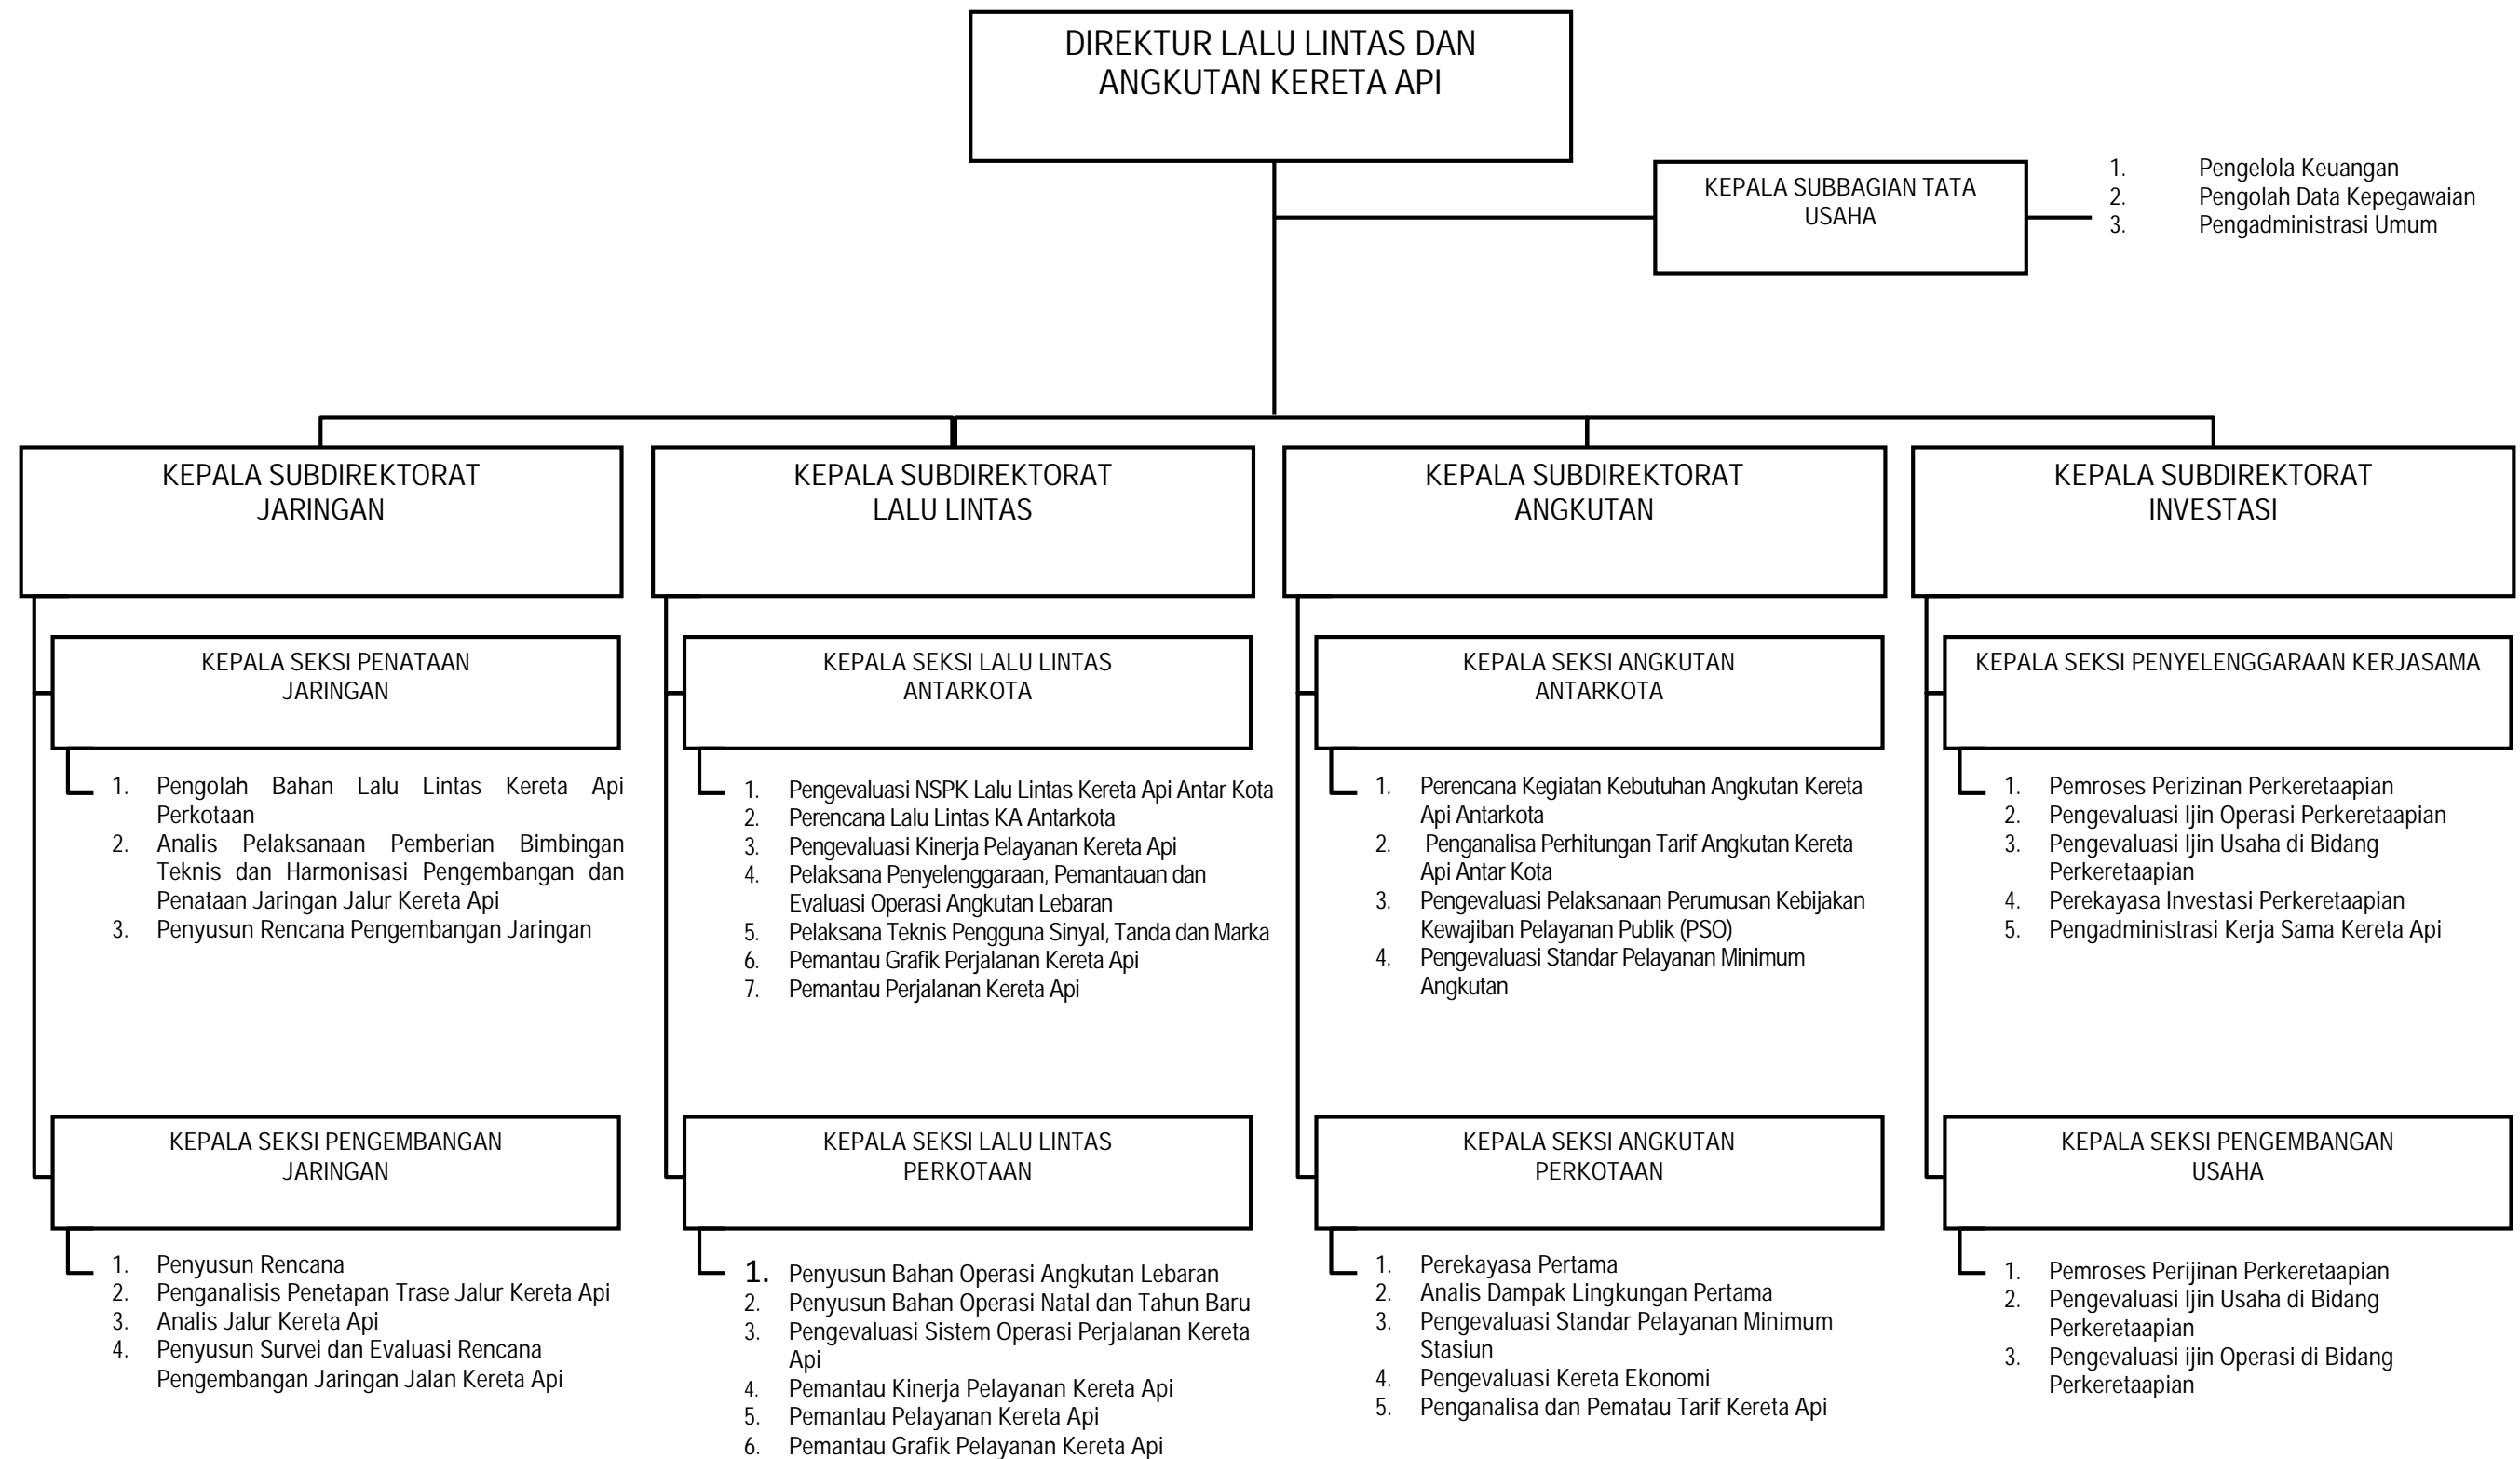 DIREKTUR LALU LINTAS DAN
ANGKUTAN KERETA API
KEPALA SUBBAGIAN TATA
USAHA
1. Pengelola Keuangan
2. Pengolah Data Kepegawaian
3. Pengadministrasi Umum
KEPALA SUBDIREKTORAT
JARINGAN
KEPALA SEKSI PENATAAN
JARINGAN
1. Pengolah Bahan Lalu Lintas Kereta Api
Perkotaan
2. Analis Pelaksanaan Pemberian Bimbingan
Teknis dan Harmonisasi Pengembangan dan
Penataan Jaringan Jalur Kereta Api
3. Penyusun Rencana Pengembangan Jaringan
KEPALA SEKSI PENGEMBANGAN
JARINGAN
1. Penyusun Rencana
2. Penganalisis Penetapan Trase Jalur Kereta Api
3. Analis Jalur Kereta Api
4. Penyusun Survei dan Evaluasi Rencana
Pengembangan Jaringan Jalan Kereta Api
KEPALA SUBDIREKTORAT
LALU LINTAS
KEPALA SEKSI LALU LINTAS
ANTARKOTA
1. Pengevaluasi NSPK Lalu Lintas Kereta Api Antar Kota
2. Perencana Lalu Lintas KA Antarkota
3. Pengevaluasi Kinerja Pelayanan Kereta Api
4. Pelaksana Penyelenggaraan, Pemantauan dan
Evaluasi Operasi Angkutan Lebaran
5. Pelaksana Teknis Pengguna Sinyal, Tanda dan Marka
6. Pemantau Grafik Perjalanan Kereta Api
7. Pemantau Perjalanan Kereta Api
KEPALA SEKSI LALU LINTAS
PERKOTAAN
1. Penyusun Bahan Operasi Angkutan Lebaran
2. Penyusun Bahan Operasi Natal dan Tahun Baru
3. Pengevaluasi Sistem Operasi Perjalanan Kereta
Api
4. Pemantau Kinerja Pelayanan Kereta Api
5. Pemantau Pelayanan Kereta Api
6. Pemantau Grafik Pelayanan Kereta Api
KEPALA SUBDIREKTORAT
ANGKUTAN
KEPALA SEKSI ANGKUTAN
ANTARKOTA
1. Perencana Kegiatan Kebutuhan Angkutan Kereta
Api Antarkota
2. Penganalisa Perhitungan Tarif Angkutan Kereta
Api Antar Kota
3. Pengevaluasi Pelaksanaan Perumusan Kebijakan
Kewajiban Pelayanan Publik (PSO)
4. Pengevaluasi Standar Pelayanan Minimum
Angkutan
KEPALA SEKSI ANGKUTAN
PERKOTAAN
1. Perekayasa Pertama
2. Analis Dampak Lingkungan Pertama
3. Pengevaluasi Standar Pelayanan Minimum
Stasiun
4. Pengevaluasi Kereta Ekonomi
5. Penganalisa dan Pematau Tarif Kereta Api
KEPALA SUBDIREKTORAT
INVESTASI
KEPALA SEKSI PENYELENGGARAAN KERJASAMA
1. Pemroses Perizinan Perkeretaapian
2. Pengevaluasi Ijin Operasi Perkeretaapian
3. Pengevaluasi Ijin Usaha di Bidang
Perkeretaapian
4. Perekayasa Investasi Perkeretaapian
5. Pengadministrasi Kerja Sama Kereta Api
KEPALA SEKSI PENGEMBANGAN
USAHA
1. Pemroses Perijinan Perkeretaapian
2. Pengevaluasi Ijin Usaha di Bidang
Perkeretaapian
3. Pengevaluasi ijin Operasi di Bidang
Perkeretaapian